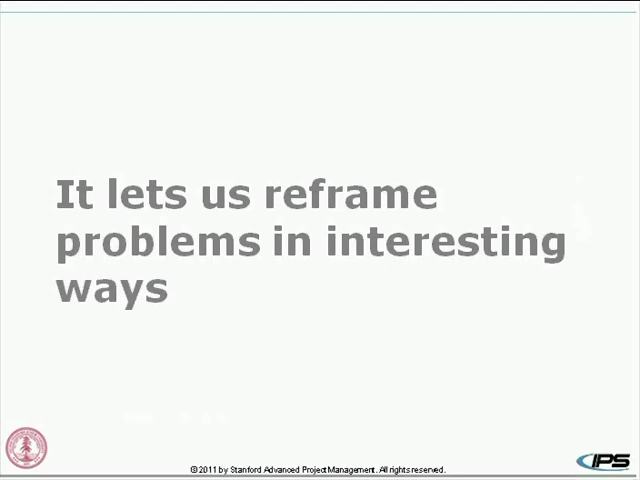 It lets us reframe
problems in interesting
ways
© 2011 by Stanford Advanced Project Management. All rights reserved.
IPS